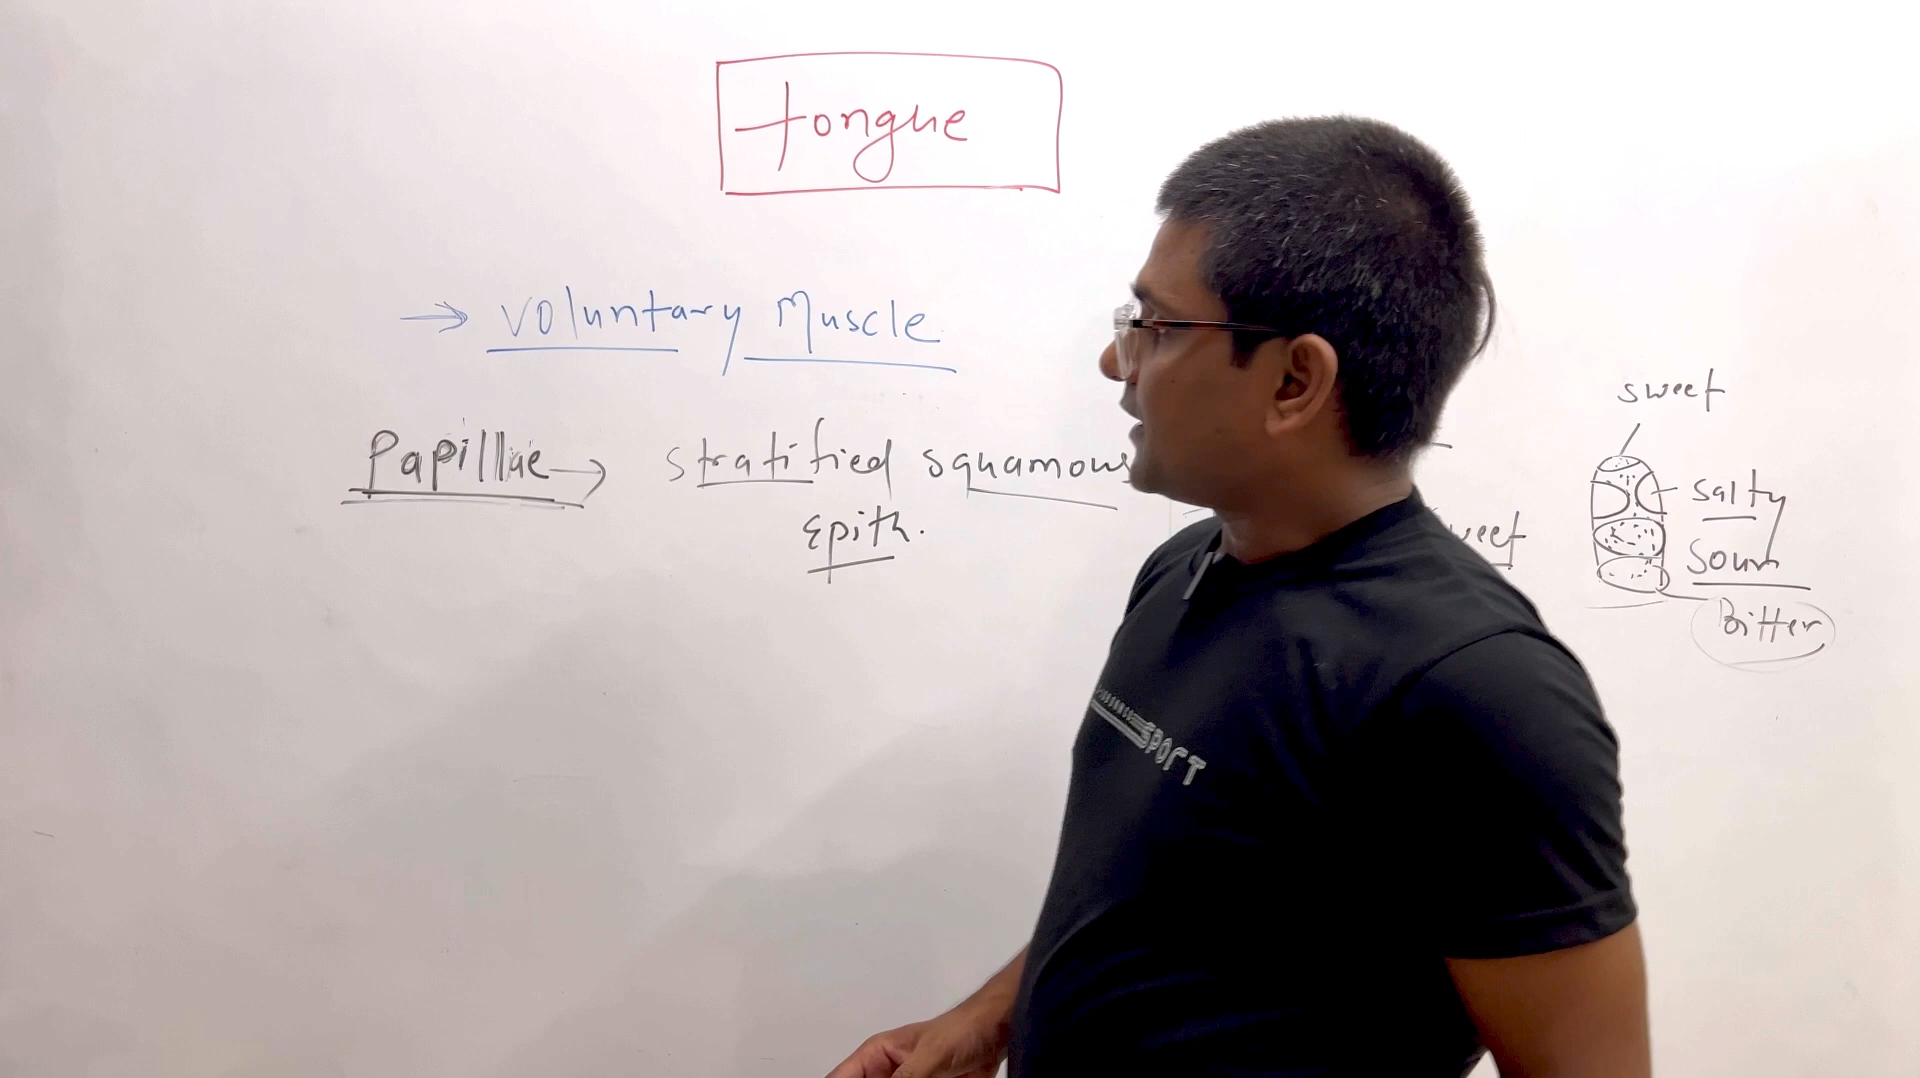 tongue
→ voluntary Muscle
Papillae → stratified squamous
Epith.
sweet
salty
sour
Bitter
SPORT